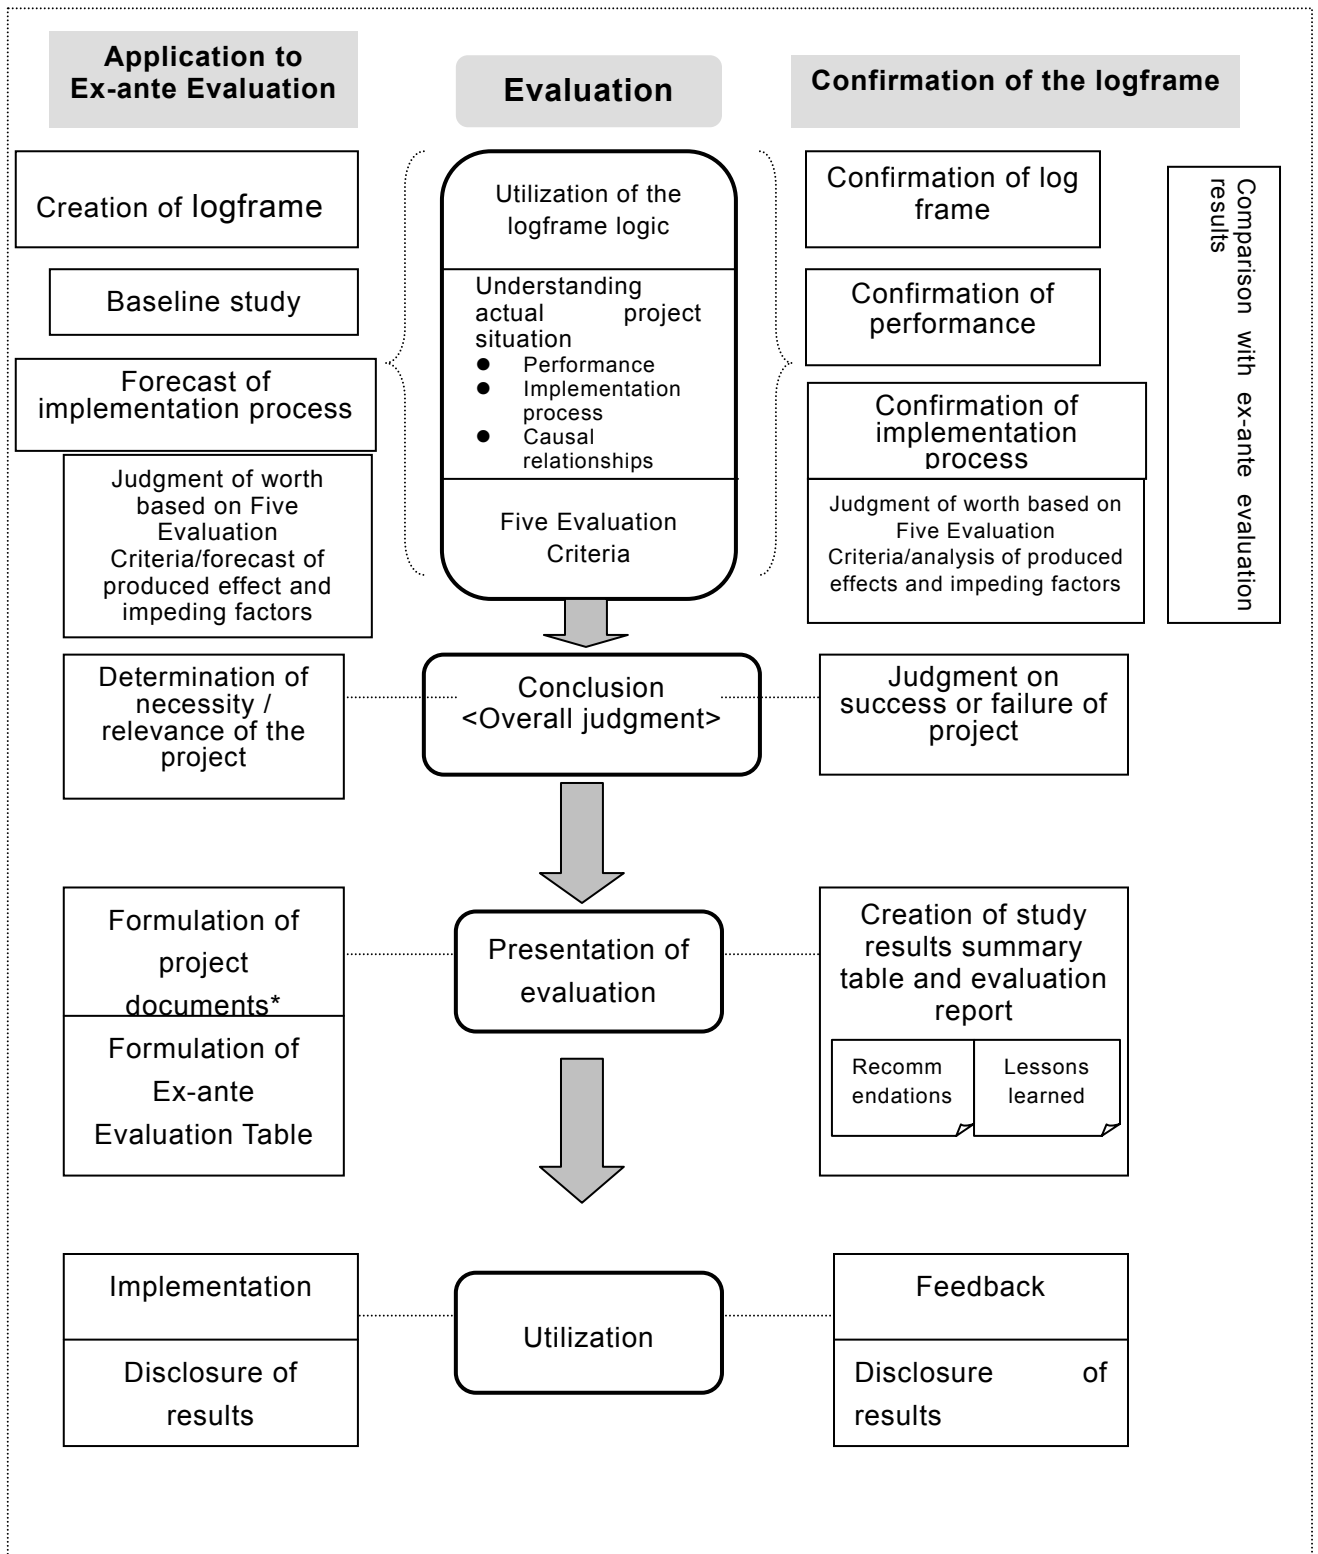 Application to
Ex-ante Evaluation
Evaluation
Confirmation of the logframe
Creation of logframe
Baseline study
Forecast of
implementation process
Judgment of worth
based on Five
Evaluation
Criteria/forecast of
produced effect and
impeding factors
Utilization of the
logframe logic
Understanding
actual project
situation
● Performance
● Implementation
process
● Causal
relationships
Five Evaluation
Criteria
Confirmation of log
frame
Confirmation of
performance
Confirmation of
implementation
process
Judgment of worth based on
Five Evaluation
Criteria/analysis of produced
effects and impeding factors
Comparison with ex-ante evaluation
results
Determination of
necessity /
relevance of the
project
Conclusion
<Overall judgment>
Judgment on
success or failure of
project
Formulation of
project
documents*
Formulation of
Ex-ante
Evaluation Table
Presentation of
evaluation
Creation of study
results summary
table and evaluation
report
Recomm
endations
Lessons
learned
Implementation
Disclosure of
results
Utilization
Feedback
Disclosure of
results